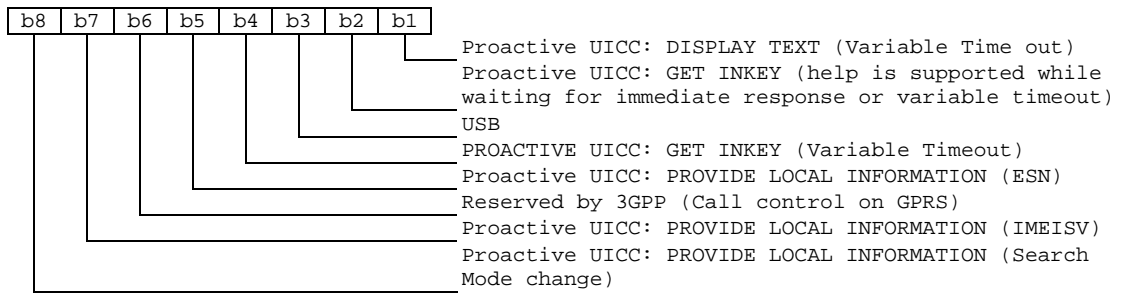 b8 b7 b6 b5 b4 b3 b2 b1
Proactive UICC: DISPLAY TEXT (Variable Time out)
Proactive UICC: GET INKEY (help is supported while
waiting for immediate response or variable timeout)
USB
PROACTIVE UICC: GET INKEY (Variable Timeout)
Proactive UICC: PROVIDE LOCAL INFORMATION (ESN)
Reserved by 3GPP (Call control on GPRS)
Proactive UICC: PROVIDE LOCAL INFORMATION (IMEISV)
Proactive UICC: PROVIDE LOCAL INFORMATION (Search
Mode change)